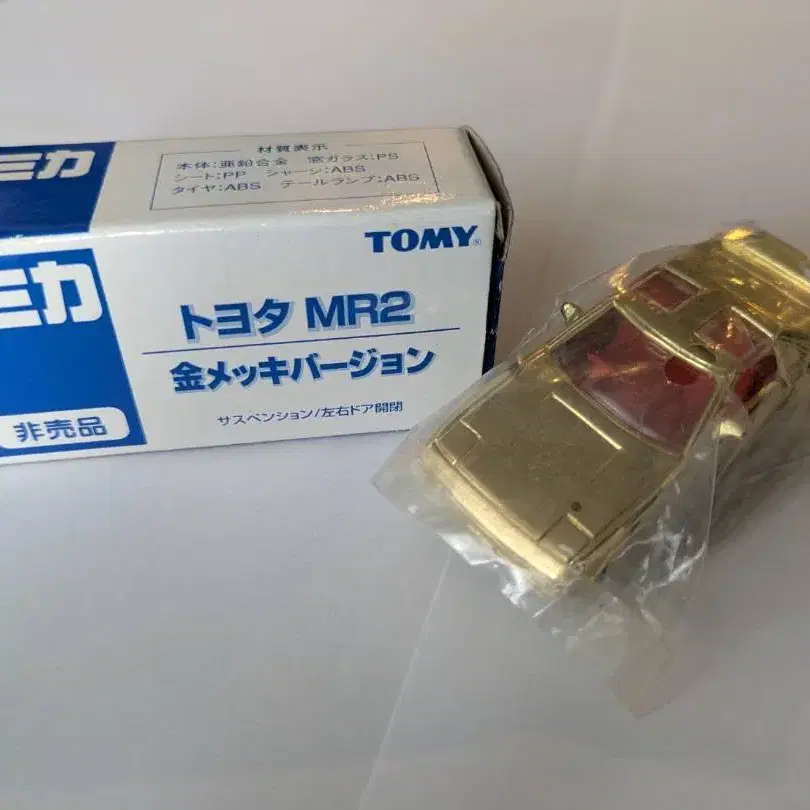 ミカ
材質表示
本体:亜鉛合金 窓ガラス:PS
シート:PP シャーシ:ABS
タイヤ:ABS テールランプ:ABS
TOMY®
ミカ
トヨタ MR2
金メッキバージョン
サスペンション/左右ドア開閉
非売品